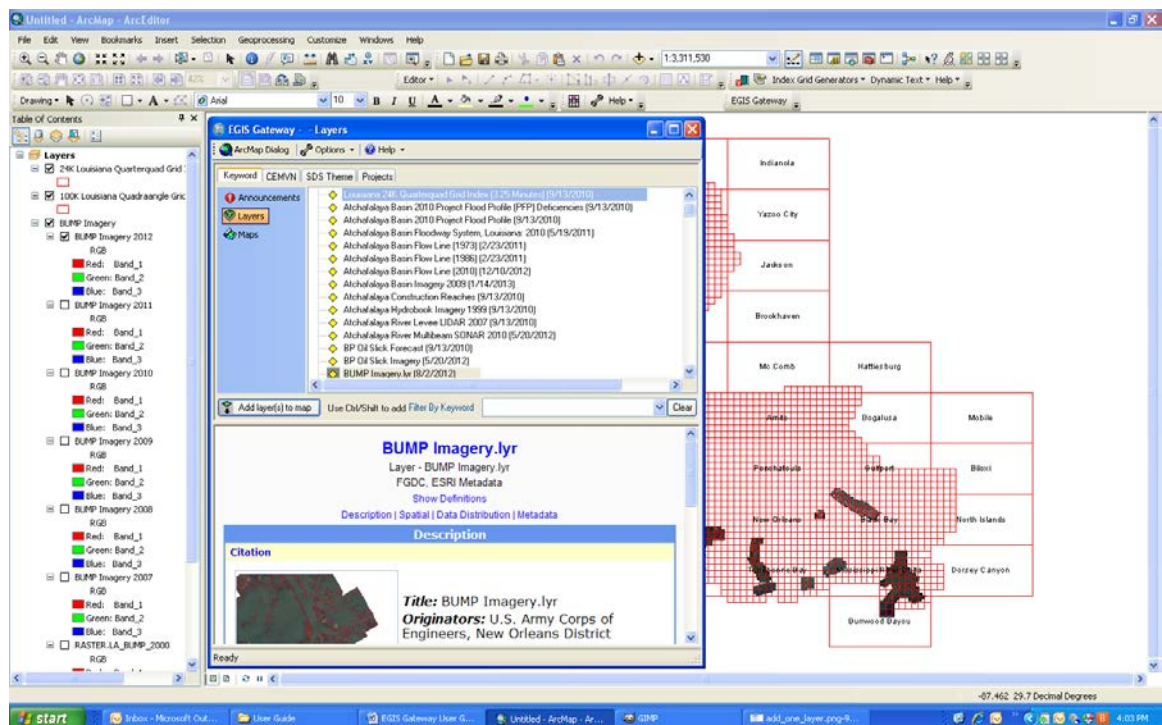 Untitled - ArcMap - ArcEditor
File Edit View Bookmarks Insert Selection Geoprocessing Customize Windows Help
1:3,311,530
42%
Editor
Index Grid Generators Dynamic Text Help
Drawing A Arial 10 B I U A Help EGIS Gateway
Table Of Contents
Layers
24K Louisiana Quarterquad Grid
100K Louisiana Quadraangle Gric
BUMP Imagery
BUMP Imagery 2012
RGB
Red: Band_1
Green: Band_2
Blue: Band_3
BUMP Imagery 2011
RGB
Red: Band_1
Green: Band_2
Blue: Band_3
BUMP Imagery 2010
RGB
Red: Band_1
Green: Band_2
Blue: Band_3
BUMP Imagery 2009
RGB
Red: Band_1
Green: Band_2
Blue: Band_3
BUMP Imagery 2008
RGB
Red: Band_1
Green: Band_2
Blue: Band_3
BUMP Imagery 2007
RGB
Red: Band_1
Green: Band_2
Blue: Band_3
RASTER.LA_BUMP_2000
RGB
EGIS Gateway - - Layers
ArcMap Dialog Options Help
Keyword CEMVN SDS Theme Projects
Announcements
Layers
Maps
Louisiana 24K Quarterquad Grid Index (3.25 Minutes) (9/13/2010)
Atchafalaya Basin 2010 Project Flood Profile (PFP) Deficiencies (9/13/2010)
Atchafalaya Basin 2010 Project Flood Profile (9/13/2010)
Atchafalaya Basin Floodway System, Louisiana: 2010 (5/19/2011)
Atchafalaya Basin Flow Line (1973) (2/23/2011)
Atchafalaya Basin Flow Line (1986) (2/23/2011)
Atchafalaya Basin Flow Line (2010) (12/10/2012)
Atchafalaya Basin Imagery 2009 (1/14/2013)
Atchafalaya Construction Reaches (9/13/2010)
Atchafalaya Hydrobook Imagery 1999 (9/13/2010)
Atchafalaya River Levee LIDAR 2007 (9/13/2010)
Atchafalaya River Multibeam SONAR 2010 (5/20/2012)
BP Oil Slick Forecast (9/13/2010)
BP Oil Slick Imagery (5/20/2012)
BUMP Imagery.lyr (8/2/2012)
Add layer(s) to map Use Ctrl/Shift to add Filter By Keyword Clear
BUMP Imagery.lyr
Layer - BUMP Imagery.lyr
FGDC, ESRI Metadata
Show Definitions
Description | Spatial | Data Distribution | Metadata
Description
Citation
Title: BUMP Imagery.lyr
Originators: U.S. Army Corps of
Engineers, New Orleans District
Ready
Indianola
Yazoo City
Jackson
Brookhaven
Mc Comb Hattiesburg
Amite Bogalusa Mobile
Ponchatoula Gulfport Biloxi
New Orleans North Islands
Dorsey Canyon
-87.462 29.7 Decimal Degrees
start Inbox - Microsoft Out... User Guide EGIS Gateway User G... Untitled - ArcMap - Ar... GIMP add_one_layer.png-9... 4:03 PM